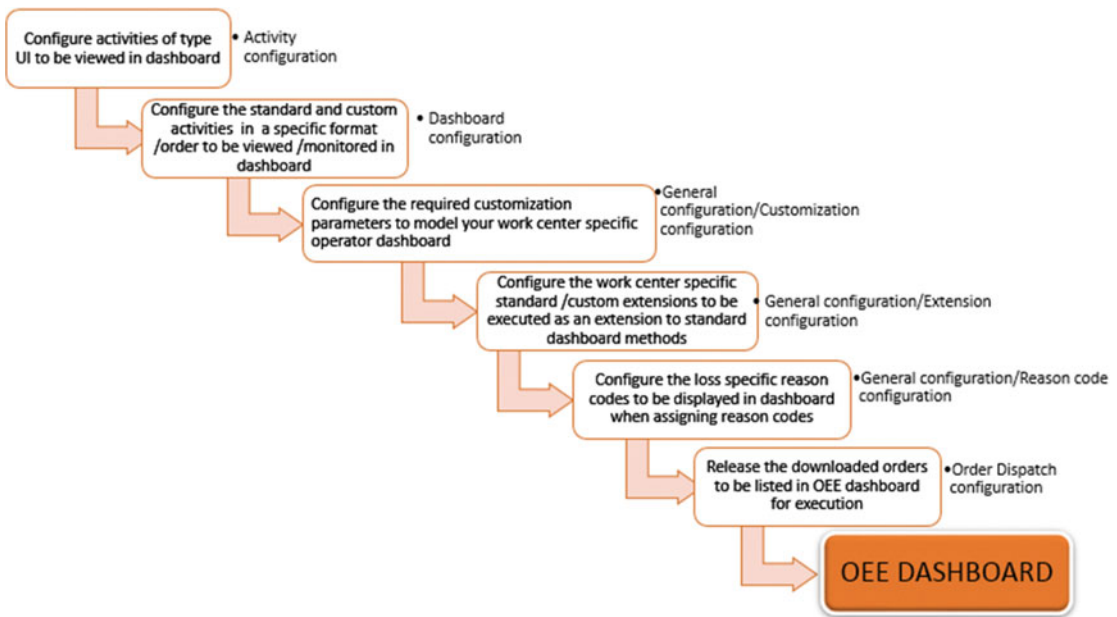 Configure activities of type
UI to be viewed in dashboard
• Activity
configuration
Configure the standard and custom
activities in a specific format
/order to be viewed /monitored in
dashboard
• Dashboard
configuration
Configure the required customization
parameters to model your work center specific
operator dashboard
•General
configuration/Customization
configuration
Configure the work center specific
standard /custom extensions to be
executed as an extension to standard
dashboard methods
• General configuration/Extension
configuration
Configure the loss specific reason
codes to be displayed in dashboard
when assigning reason codes
•General configuration/Reason code
configuration
Release the downloaded orders
to be listed in OEE dashboard
for execution
•Order Dispatch
configuration
OEE DASHBOARD